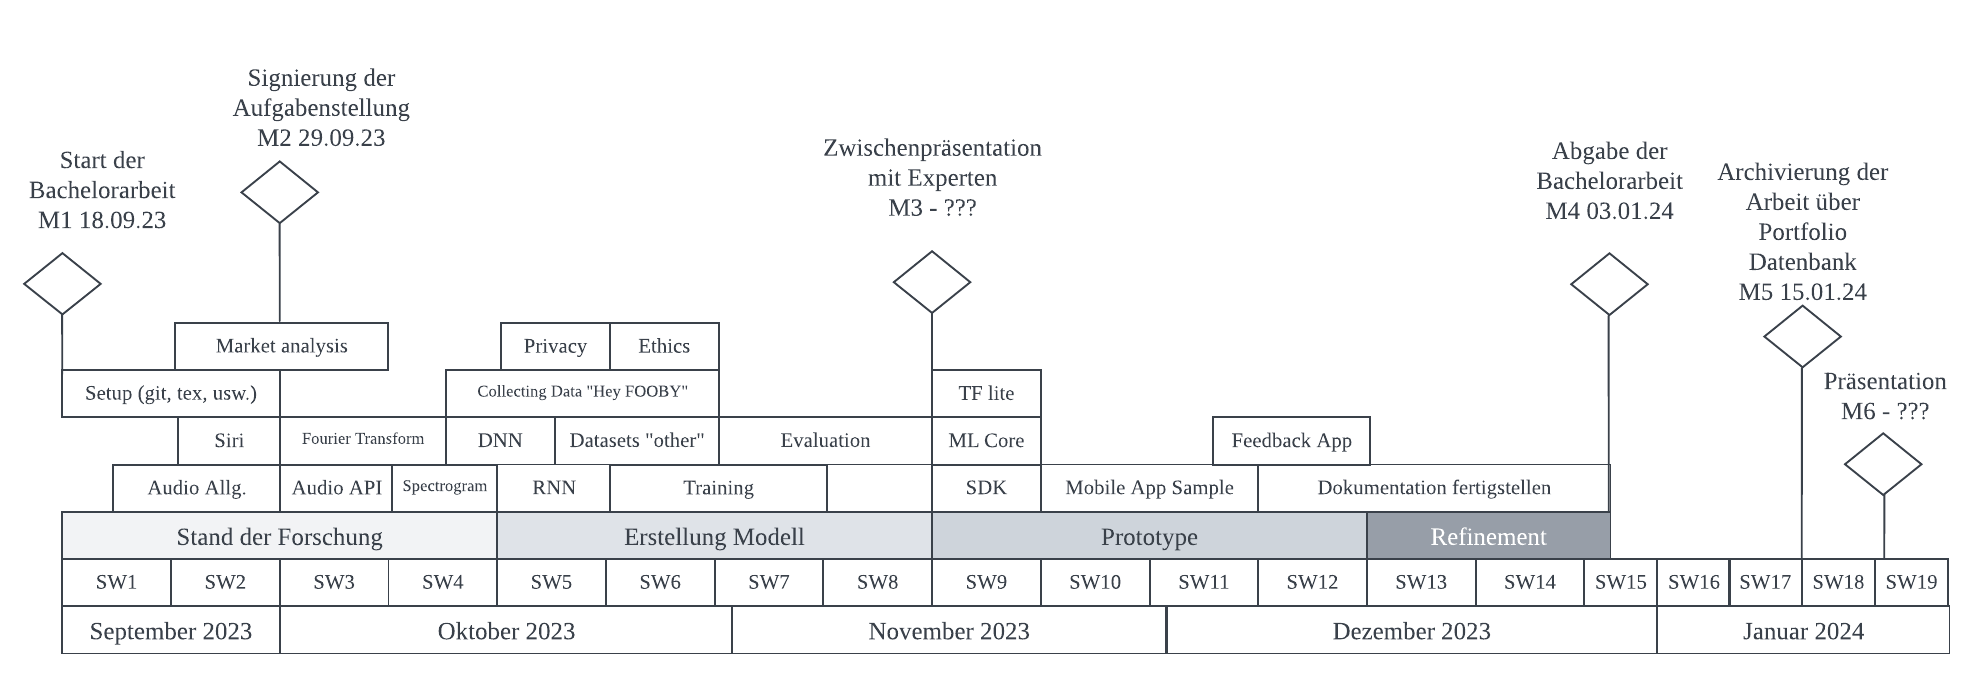 Signierung der
Aufgabenstellung
M2 29.09.23
Start der
Bachelorarbeit
M1 18.09.23
Zwischenpräsentation
mit Experten
M3 - ???
Abgabe der
Bachelorarbeit
M4 03.01.24
Archivierung der
Arbeit über
Portfolio
Datenbank
M5 15.01.24
Präsentation
M6 - ???
Market analysis
Privacy
Ethics
Setup (git, tex, usw.)
Collecting Data "Hey FOOBY"
TF lite
Siri
Fourier Transform
DNN
Datasets "other"
Evaluation
ML Core
Feedback App
Audio Allg.
Audio API
Spectrogram
RNN
Training
SDK
Mobile App Sample
Dokumentation fertigstellen
Stand der Forschung
Erstellung Modell
Prototype
Refinement
SW1
SW2
SW3
SW4
SW5
SW6
SW7
SW8
SW9
SW10
SW11
SW12
SW13
SW14
SW15
SW16
SW17
SW18
SW19
September 2023
Oktober 2023
November 2023
Dezember 2023
Januar 2024